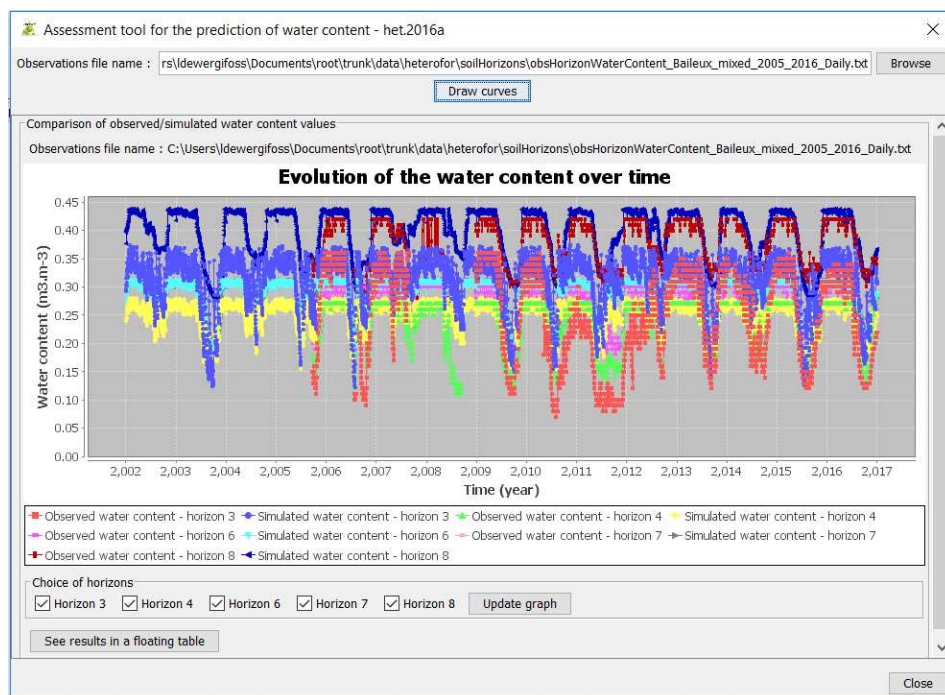 Assessment tool for the prediction of water content - het.2016a
Observations file name : rs\ldewergifoss\Documents\root\trunk\data\heterofor\soilHorizons\obsHorizonWaterContent_Baileux_mixed_2005_2016_Daily.txt Browse
Draw curves
Comparison of observed/simulated water content values
Observations file name : C:\Users\ldewergifoss\Documents\root\trunk\data\heterofor\soilHorizons\obsHorizonWaterContent_Baileux_mixed_2005_2016_Daily.txt
Evolution of the water content over time
Water content (m3.m-3)
0.45
0.40
0.35
0.30
0.25
0.20
0.15
0.10
0.05
0.00
2,002 2,003 2,004 2,005 2,006 2,007 2,008 2,009 2,010 2,011 2,012 2,013 2,014 2,015 2,016 2,017
Time (year)
Observed water content - horizon 3 Simulated water content - horizon 3 Observed water content - horizon 4 Simulated water content - horizon 4
Observed water content - horizon 6 Simulated water content - horizon 6 Observed water content - horizon 7 Simulated water content - horizon 7
Observed water content - horizon 8 Simulated water content - horizon 8
Choice of horizons
Horizon 3 Horizon 4 Horizon 6 Horizon 7 Horizon 8 Update graph
See results in a floating table
Close